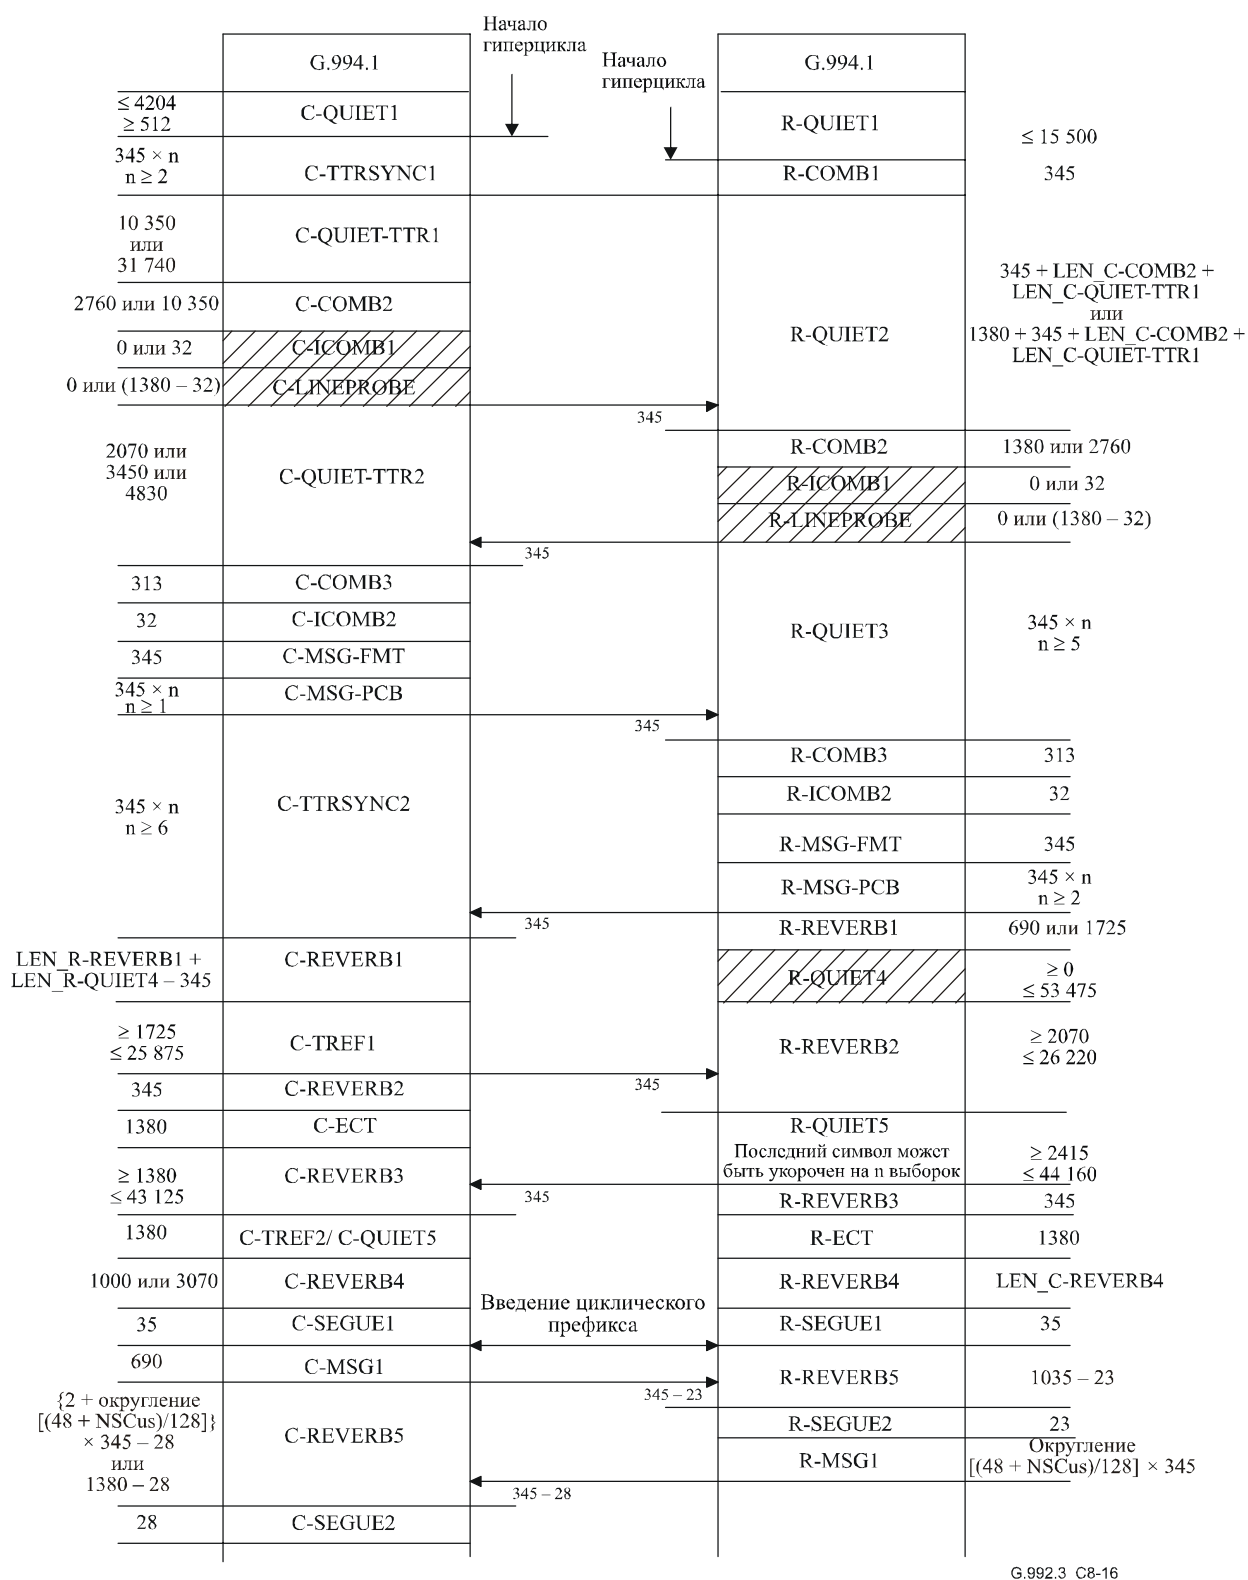 Начало
гиперцикла
Начало
гиперцикла
G.994.1
G.994.1
≤ 4204
≥ 512
C-QUIET1
R-QUIET1
≤ 15 500
345 × n
n ≥ 2
C-TTRSYNC1
R-COMB1
345
10 350
или
31 740
C-QUIET-TTR1
2760 или 10 350
C-COMB2
R-QUIET2
345 + LEN_C-COMB2 +
LEN_C-QUIET-TTR1
или
1380 + 345 + LEN_C-COMB2 +
LEN_C-QUIET-TTR1
0 или 32
C-ICOMB1
0 или (1380 – 32)
C-LINEPROBE
345
2070 или
3450 или
4830
C-QUIET-TTR2
R-COMB2
1380 или 2760
R-ICOMB1
0 или 32
R-LINEPROBE
0 или (1380 – 32)
345
313
C-COMB3
32
C-ICOMB2
R-QUIET3
345 × n
n ≥ 5
345
C-MSG-FMT
345 × n
n ≥ 1
C-MSG-PCB
345
R-COMB3
313
345 × n
n ≥ 6
C-TTRSYNC2
R-ICOMB2
32
R-MSG-FMT
345
R-MSG-PCB
345 × n
n ≥ 2
345
R-REVERB1
690 или 1725
LEN_R-REVERB1 +
LEN_R-QUIET4 – 345
C-REVERB1
R-QUIET4
≥ 0
≤ 53 475
≥ 1725
≤ 25 875
C-TREF1
R-REVERB2
≥ 2070
≤ 26 220
345
345
C-REVERB2
1380
C-ECT
R-QUIET5
Последний символ может
быть укорочен на n выборок
≥ 2415
≤ 44 160
≥ 1380
≤ 43 125
C-REVERB3
345
R-REVERB3
345
1380
C-TREF2/ C-QUIET5
R-ECT
1380
1000 или 3070
C-REVERB4
R-REVERB4
LEN_C-REVERB4
Введение циклического
префикса
35
C-SEGUE1
R-SEGUE1
35
690
C-MSG1
R-REVERB5
1035 – 23
345 – 23
{2 + округление
[(48 + NSCus)/128]}
× 345 – 28
или
1380 – 28
C-REVERB5
R-SEGUE2
23
R-MSG1
Округление
[(48 + NSCus)/128] × 345
345 – 28
28
C-SEGUE2
G.992.3_C8-16